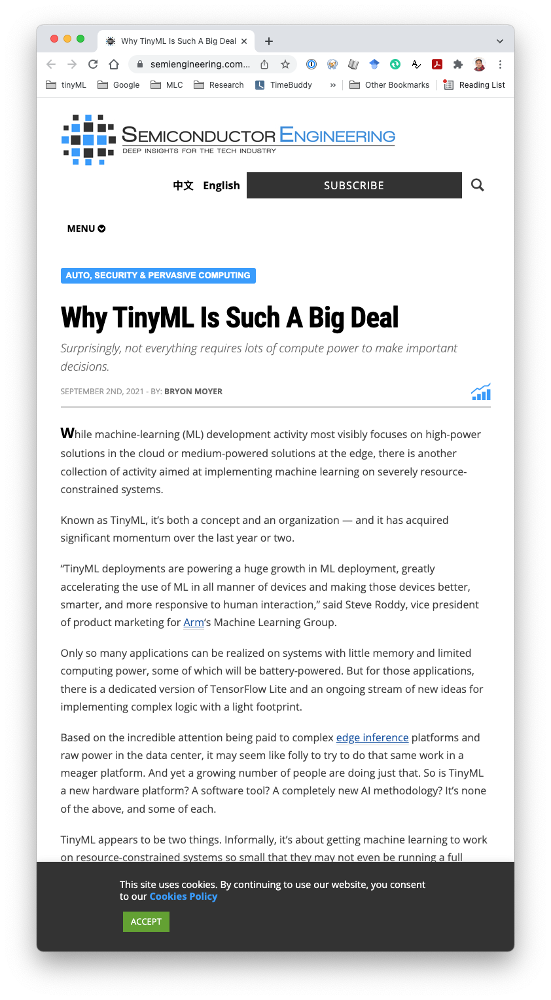 Why TinyML Is Such A Big Deal
semiengineering.com...
tinyML Google MLC Research TimeBuddy » Other Bookmarks Reading List
SEMICONDUCTOR ENGINEERING
DEEP INSIGHTS FOR THE TECH INDUSTRY
中文 English SUBSCRIBE
MENU
AUTO, SECURITY & PERVASIVE COMPUTING
Why TinyML Is Such A Big Deal
Surprisingly, not everything requires lots of compute power to make important
decisions.
SEPTEMBER 2ND, 2021 - BY: BRYON MOYER
While machine-learning (ML) development activity most visibly focuses on high-power
solutions in the cloud or medium-powered solutions at the edge, there is another
collection of activity aimed at implementing machine learning on severely resource-
constrained systems.
Known as TinyML, it’s both a concept and an organization — and it has acquired
significant momentum over the last year or two.
“TinyML deployments are powering a huge growth in ML deployment, greatly
accelerating the use of ML in all manner of devices and making those devices better,
smarter, and more responsive to human interaction,” said Steve Roddy, vice president
of product marketing for Arm‘s Machine Learning Group.
Only so many applications can be realized on systems with little memory and limited
computing power, some of which will be battery-powered. But for those applications,
there is a dedicated version of TensorFlow Lite and an ongoing stream of new ideas for
implementing complex logic with a light footprint.
Based on the incredible attention being paid to complex edge inference platforms and
raw power in the data center, it may seem like folly to try to do that same work in a
meager platform. And yet a growing number of people are doing just that. So is TinyML
a new hardware platform? A software tool? A completely new AI methodology? It’s none
of the above, and some of each.
TinyML appears to be two things. Informally, it’s about getting machine learning to work
on resource-constrained systems so small that they may not even be running a full
This site uses cookies. By continuing to use our website, you consent
to our Cookies Policy
ACCEPT